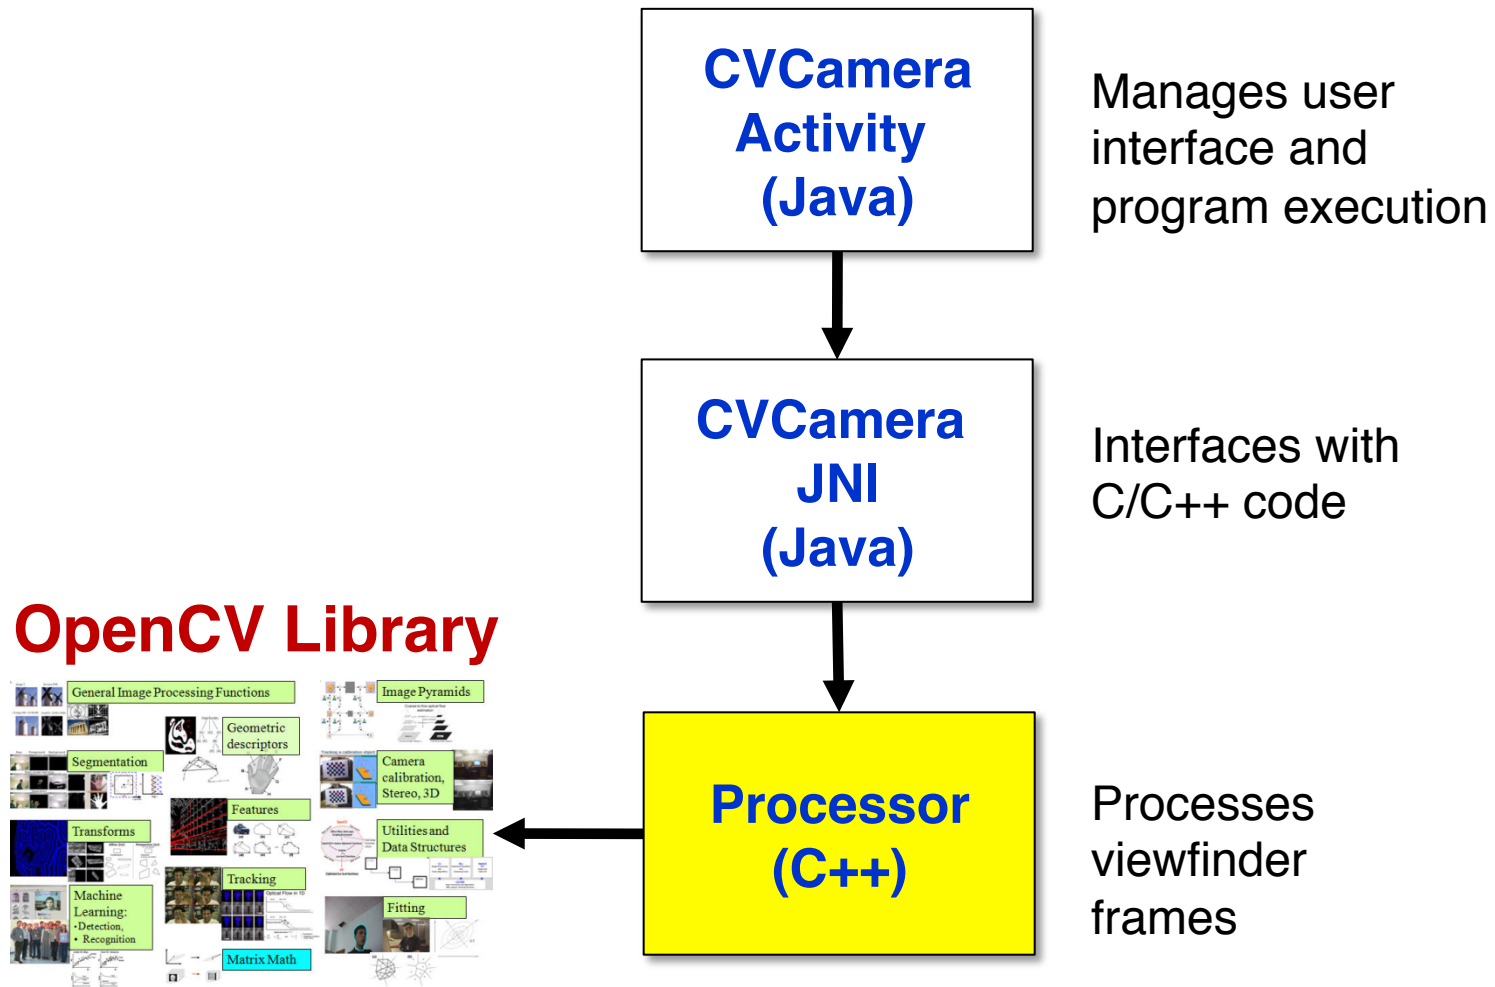 CVCamera
Activity
(Java)
Manages user
interface and
program execution
CVCamera
JNI
(Java)
Interfaces with
C/C++ code
Processor
(C++)
Processes
viewfinder
frames
OpenCV Library
General Image Processing Functions
Image Pyramids
Geometric
descriptors
Segmentation
Camera
calibration,
Stereo, 3D
Features
Transforms
Utilities and
Data Structures
Tracking
Machine
Learning:
•Detection,
• Recognition
Fitting
Matrix Math